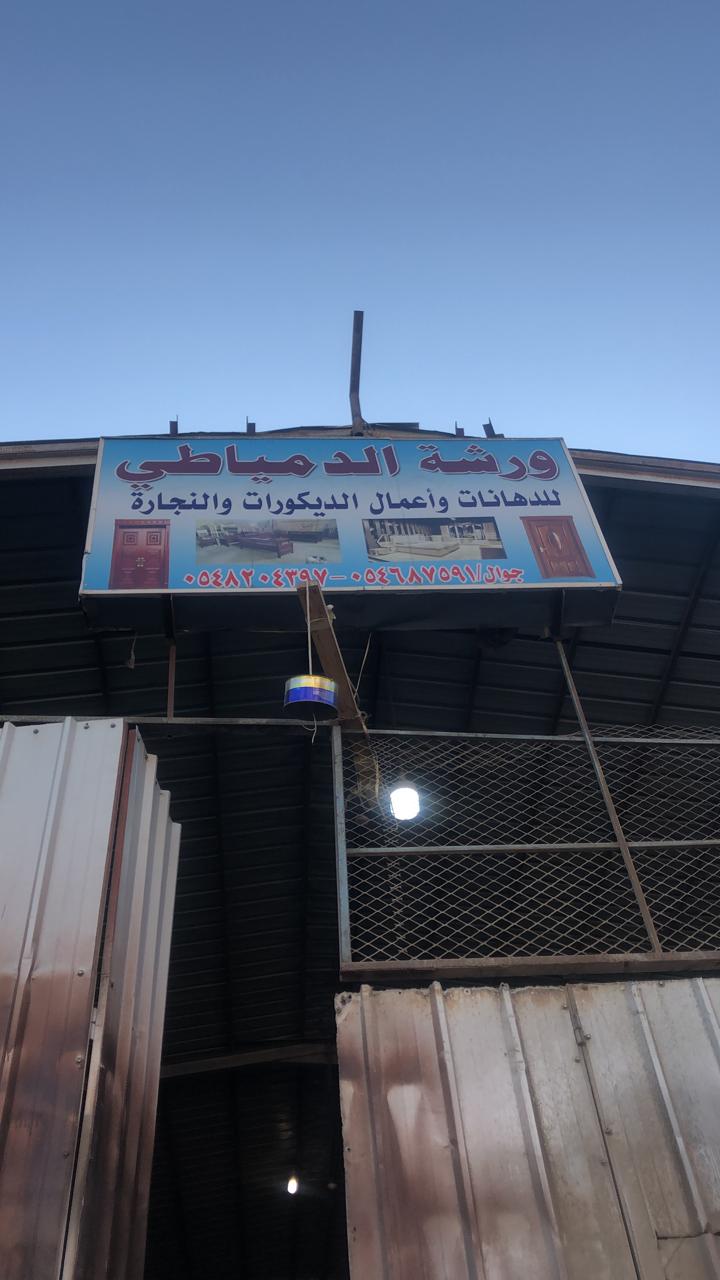 ورشة الدمياطي
للدهانات وأعمال الديكورات والنجارة
جوال/٠٥٤٦٨٧٥٩١-٠٥٤٨٢٠٤٣٩٧